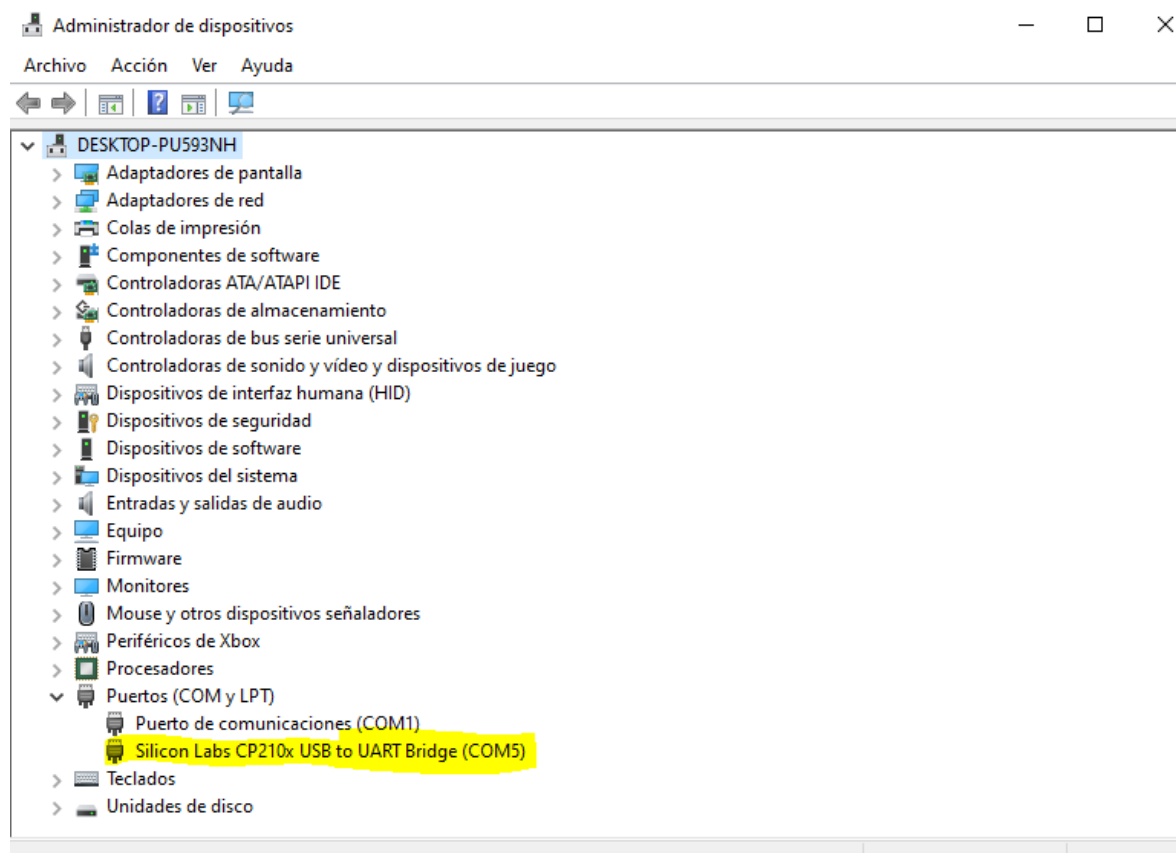 Administrador de dispositivos
Archivo Acción Ver Ayuda
DESKTOP-PU593NH
Adaptadores de pantalla
Adaptadores de red
Colas de impresión
Componentes de software
Controladoras ATA/ATAPI IDE
Controladoras de almacenamiento
Controladoras de bus serie universal
Controladoras de sonido y vídeo y dispositivos de juego
Dispositivos de interfaz humana (HID)
Dispositivos de seguridad
Dispositivos de software
Dispositivos del sistema
Entradas y salidas de audio
Equipo
Firmware
Monitores
Mouse y otros dispositivos señaladores
Periféricos de Xbox
Procesadores
Puertos (COM y LPT)
Puerto de comunicaciones (COM1)
Silicon Labs CP210x USB to UART Bridge (COM5)
Teclados
Unidades de disco